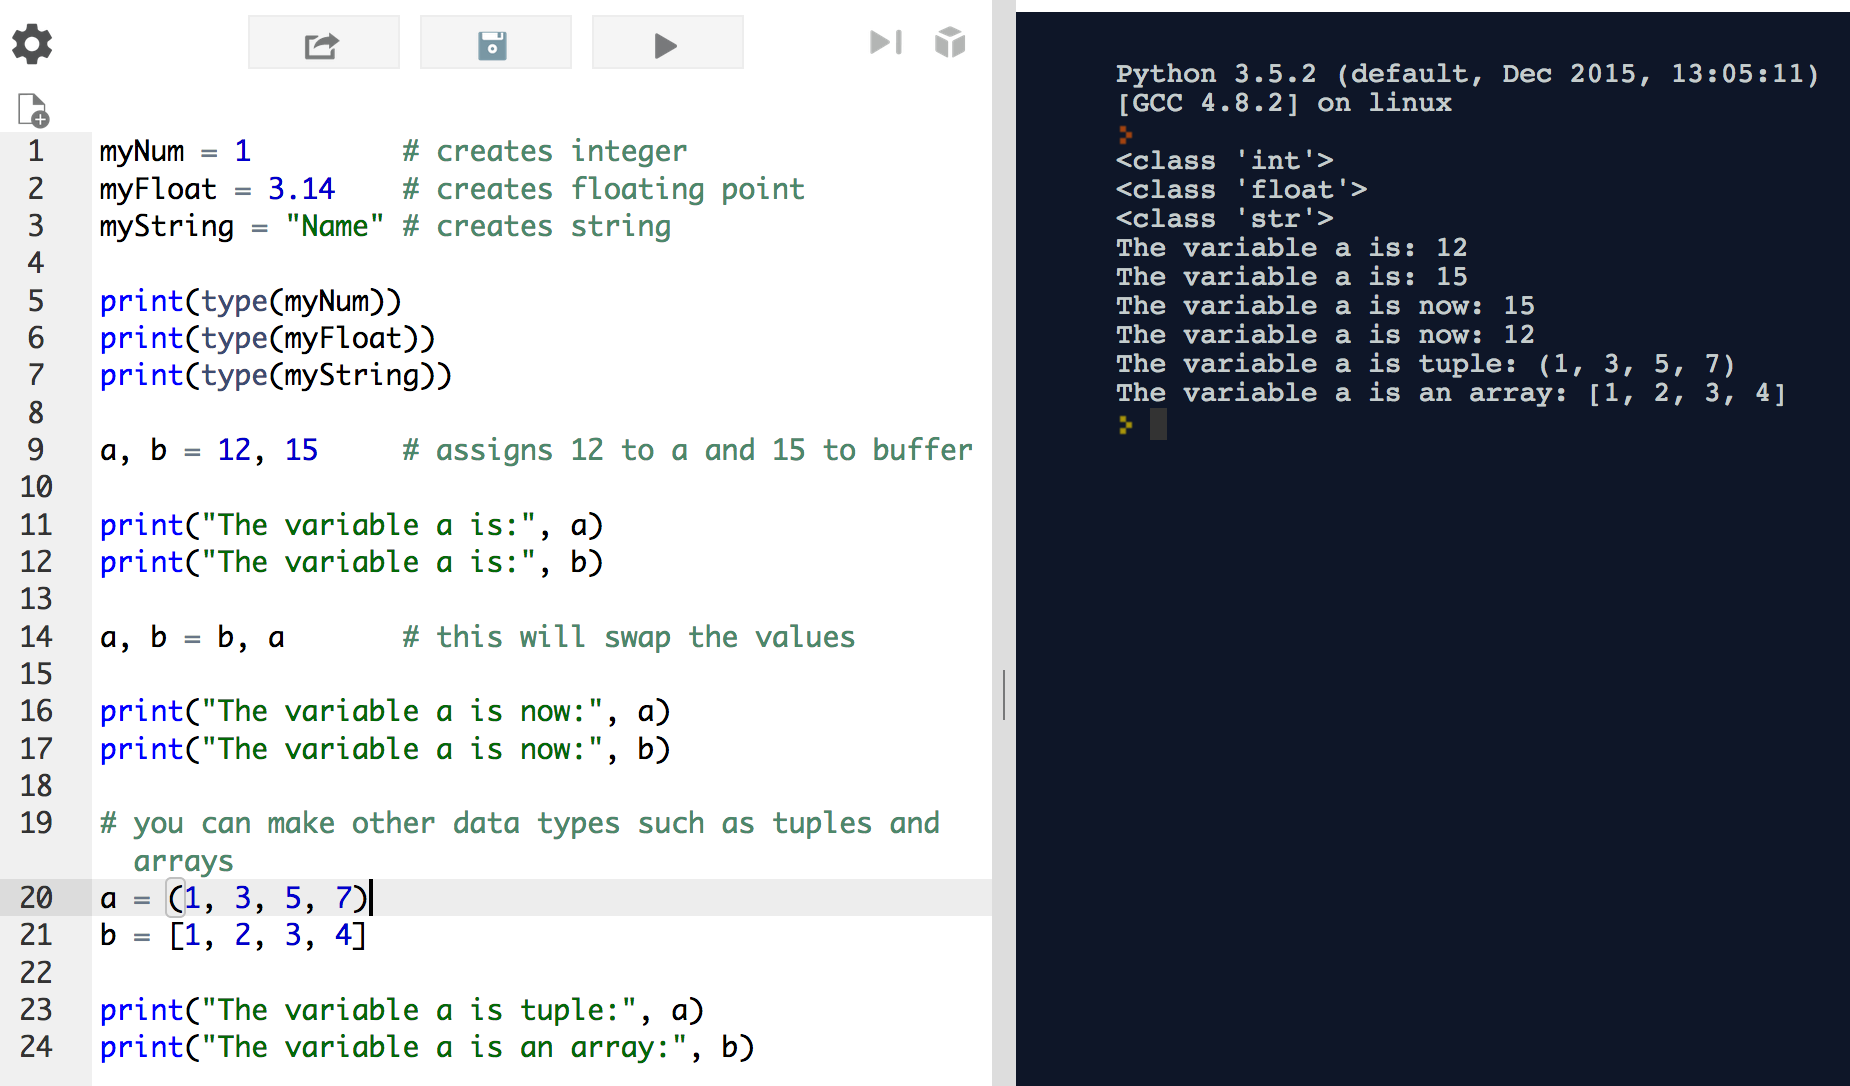 1 myNum = 1         # creates integer
2 myFloat = 3.14    # creates floating point
3 myString = "Name" # creates string
4
5 print(type(myNum))
6 print(type(myFloat))
7 print(type(myString))
8
9 a, b = 12, 15     # assigns 12 to a and 15 to buffer
10
11 print("The variable a is:", a)
12 print("The variable a is:", b)
13
14 a, b = b, a       # this will swap the values
15
16 print("The variable a is now:", a)
17 print("The variable a is now:", b)
18
19 # you can make other data types such as tuples and
arrays
20 a = (1, 3, 5, 7)
21 b = [1, 2, 3, 4]
22
23 print("The variable a is tuple:", a)
24 print("The variable a is an array:", b)
Python 3.5.2 (default, Dec 2015, 13:05:11)
[GCC 4.8.2] on linux
<class 'int'>
<class 'float'>
<class 'str'>
The variable a is: 12
The variable a is: 15
The variable a is now: 15
The variable a is now: 12
The variable a is tuple: (1, 3, 5, 7)
The variable a is an array: [1, 2, 3, 4]